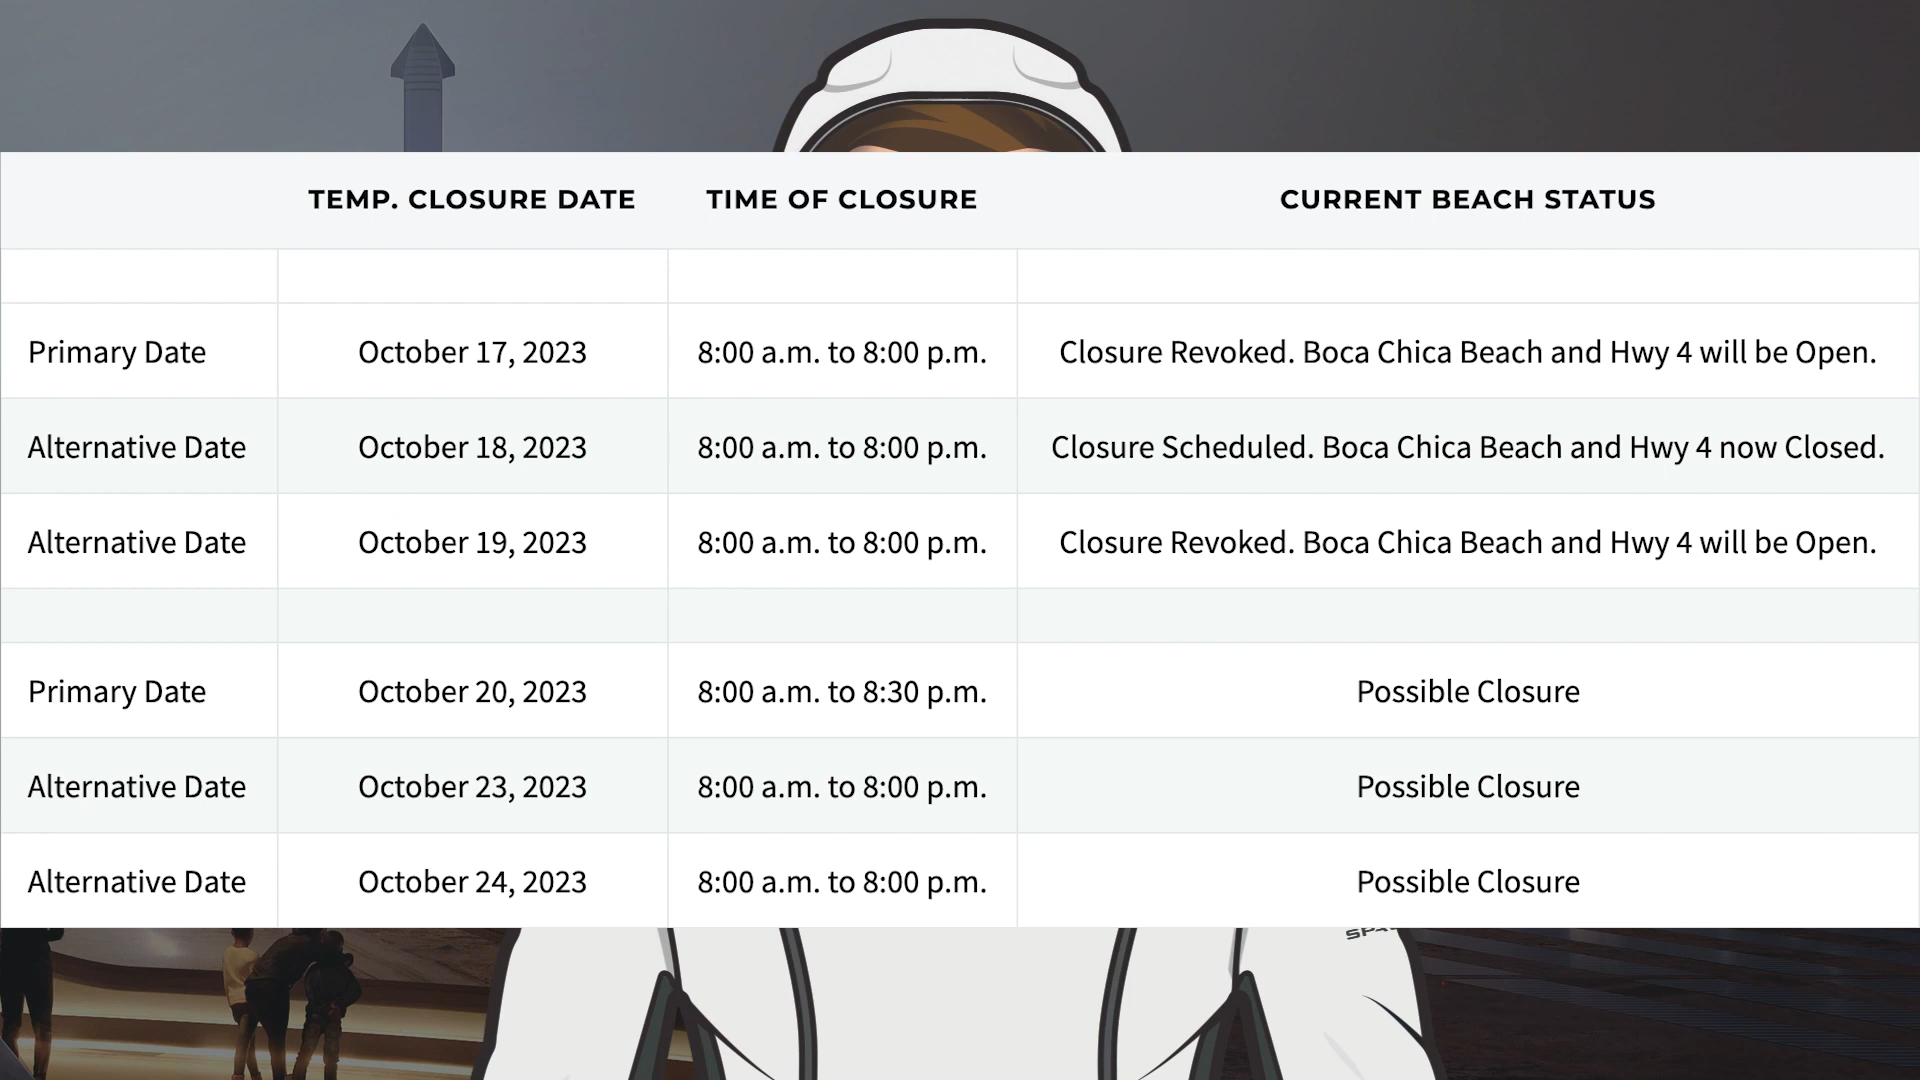 TEMP. CLOSURE DATE TIME OF CLOSURE CURRENT BEACH STATUS
Primary Date October 17, 2023 8:00 a.m. to 8:00 p.m. Closure Revoked. Boca Chica Beach and Hwy 4 will be Open.
Alternative Date October 18, 2023 8:00 a.m. to 8:00 p.m. Closure Scheduled. Boca Chica Beach and Hwy 4 now Closed.
Alternative Date October 19, 2023 8:00 a.m. to 8:00 p.m. Closure Revoked. Boca Chica Beach and Hwy 4 will be Open.
Primary Date October 20, 2023 8:00 a.m. to 8:30 p.m. Possible Closure
Alternative Date October 23, 2023 8:00 a.m. to 8:00 p.m. Possible Closure
Alternative Date October 24, 2023 8:00 a.m. to 8:00 p.m. Possible Closure